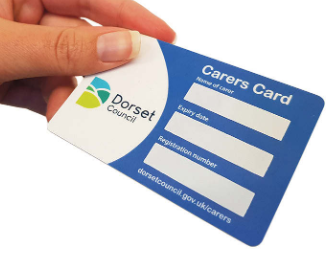 Dorset
Council
Carers Card
Name of carer
Expiry date
Registration number
dorsetcouncil.gov.uk/carers